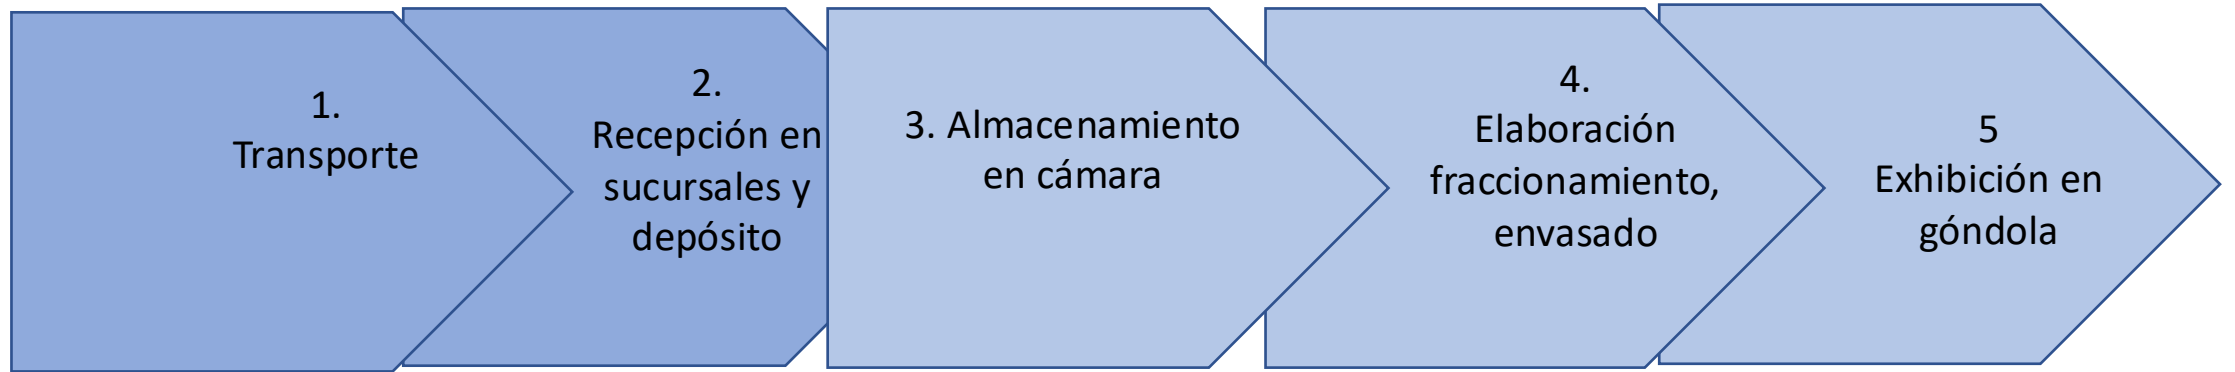 1.
Transporte
2.
Recepción en
sucursales y
depósito
3. Almacenamiento
en cámara
4.
Elaboración
fraccionamiento,
envasado
5
Exhibición en
góndola